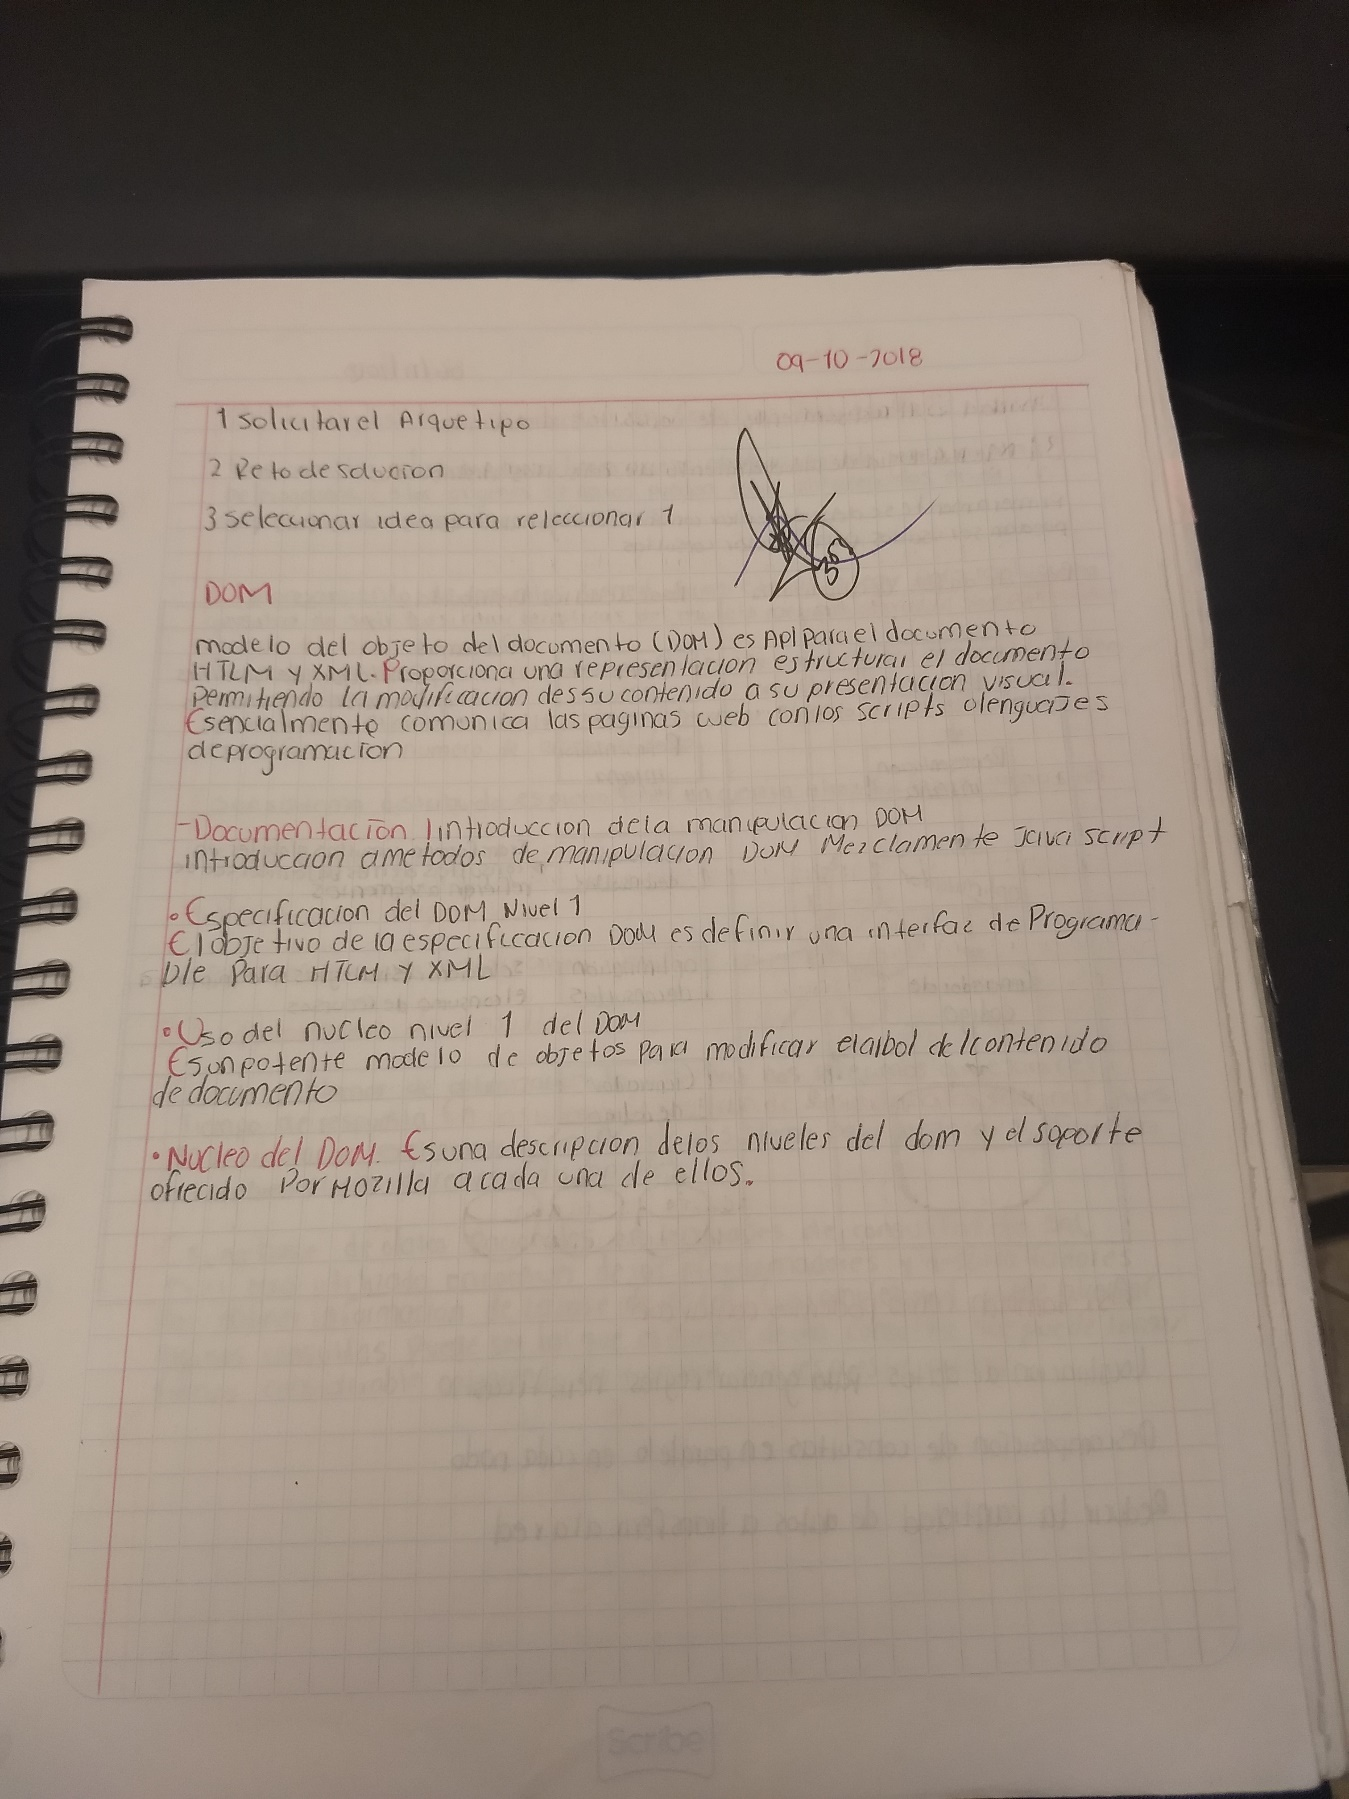 09-10-2018
1 solicitar el Arquetipo
2 Reto de solucion
3 seleccionar idea para releccionar 1
35
DOM
modelo del objeto del documento (DOM) es API para el documento
HTLM y XML. Proporciona una representacion estructural el documento
Permitiendo la modificacion des su contenido a su presentacion visual.
Esencialmente comunica las paginas web con los scripts o lenguajes
de programacion
- Documentacion | introduccion de la manipulacion DOM
introduccion a metodos de manipulacion DOM Mezclamente Java script
• Especificacion del DOM Nivel 1
El objetivo de la especificacion DOM es definir una interfaz de Programa-
ble Para HTLM y XML
• Uso del nucleo nivel 1 del DOM
Es un potente modelo de objetos para modificar el arbol del contenido
de documento
• Nucleo del DOM. Es una descripcion de los niveles del dom y el soporte
ofrecido Por Mozilla a cada una de ellos.
Scribe